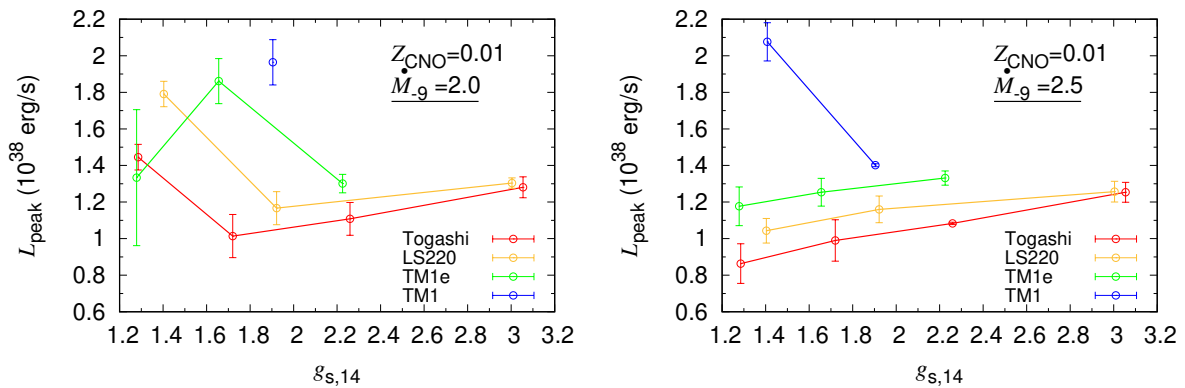 2.2
2
1.8
1.6
1.4
1.2
1
0.8
0.6
L_peak (10^38 erg/s)
Z_CNO=0.01
Ṁ_-9 =2.0
Togashi
LS220
TM1e
TM1
1.2 1.4 1.6 1.8 2 2.2 2.4 2.6 2.8 3 3.2
g_s,14
2.2
2
1.8
1.6
1.4
1.2
1
0.8
0.6
L_peak (10^38 erg/s)
Z_CNO=0.01
Ṁ_-9 =2.5
Togashi
LS220
TM1e
TM1
1.2 1.4 1.6 1.8 2 2.2 2.4 2.6 2.8 3 3.2
g_s,14